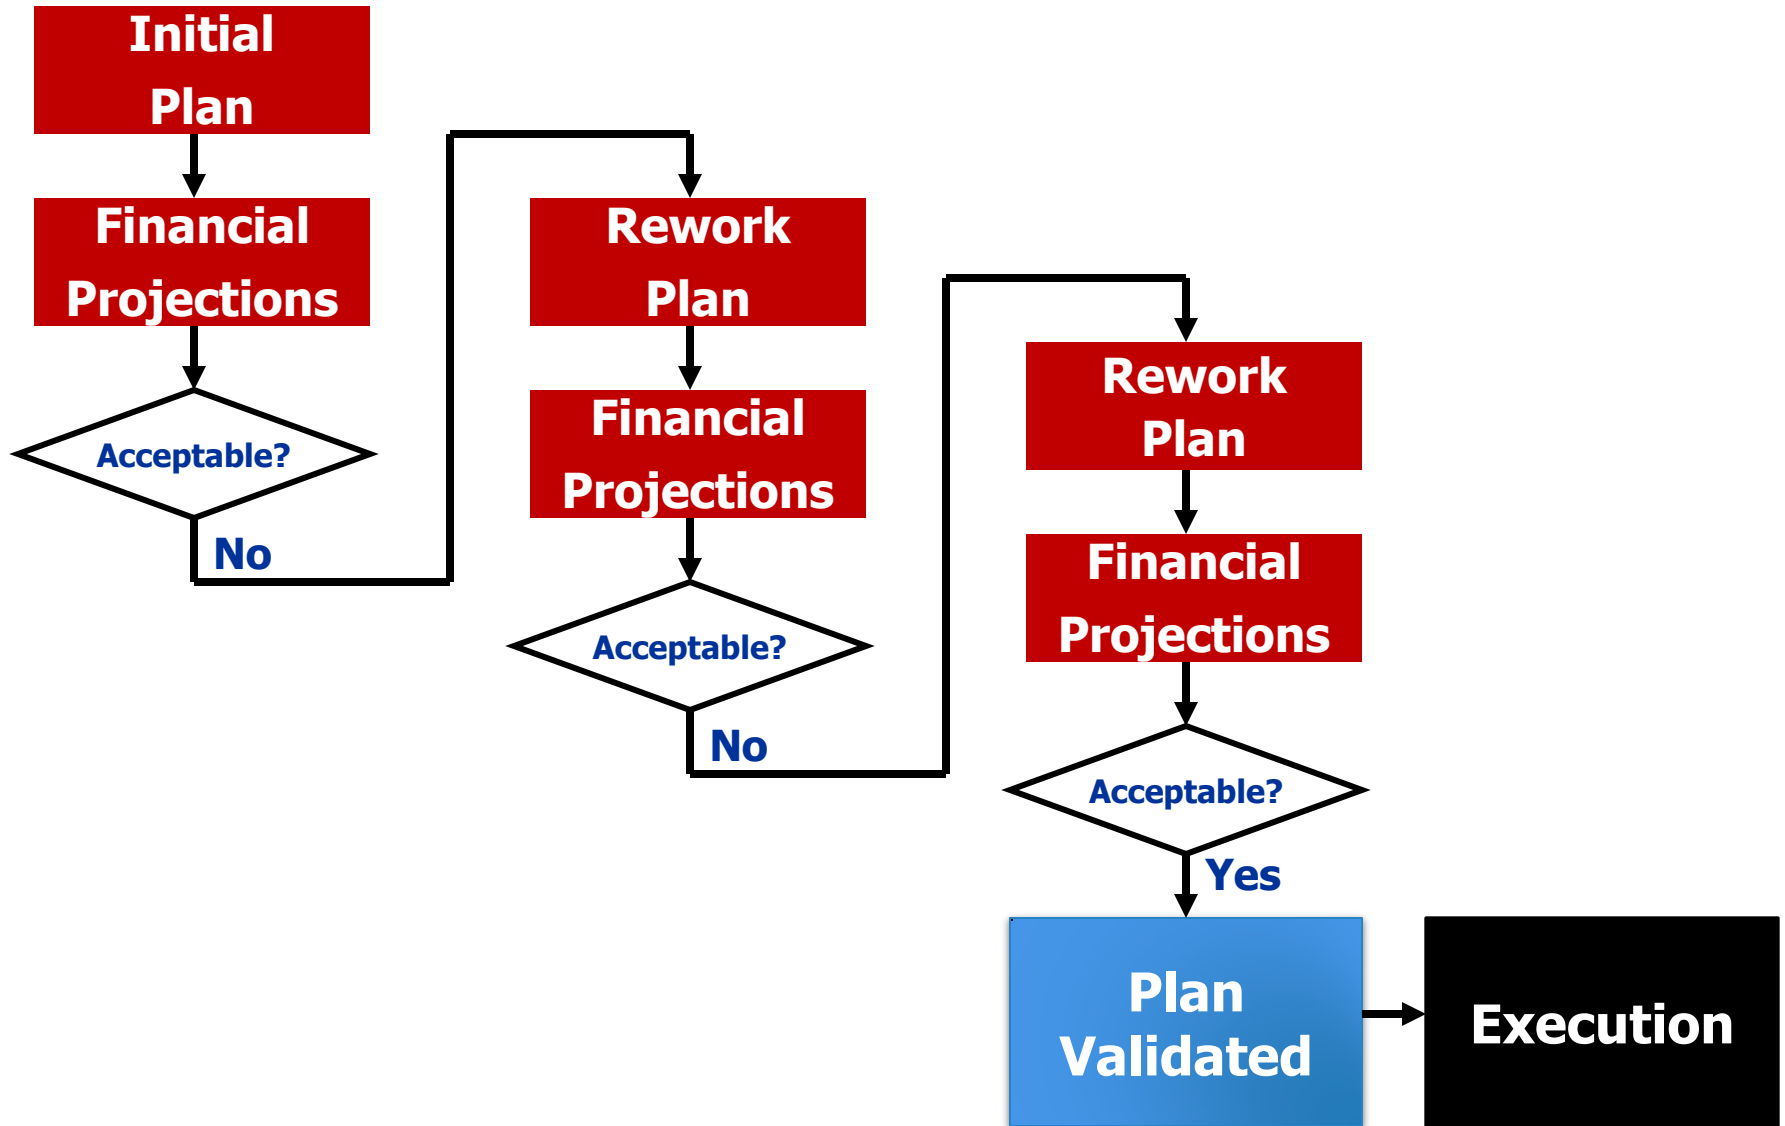 Initial
Plan
Financial
Projections
Acceptable?
No
Rework
Plan
Financial
Projections
Acceptable?
No
Rework
Plan
Financial
Projections
Acceptable?
Yes
Plan
Validated
Execution